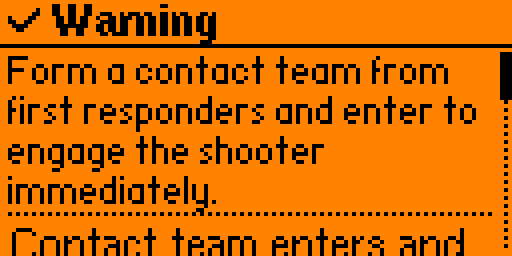 ✓ Warning
Form a contact team from
first responders and enter to
engage the shooter
immediately.
Contact team enters and